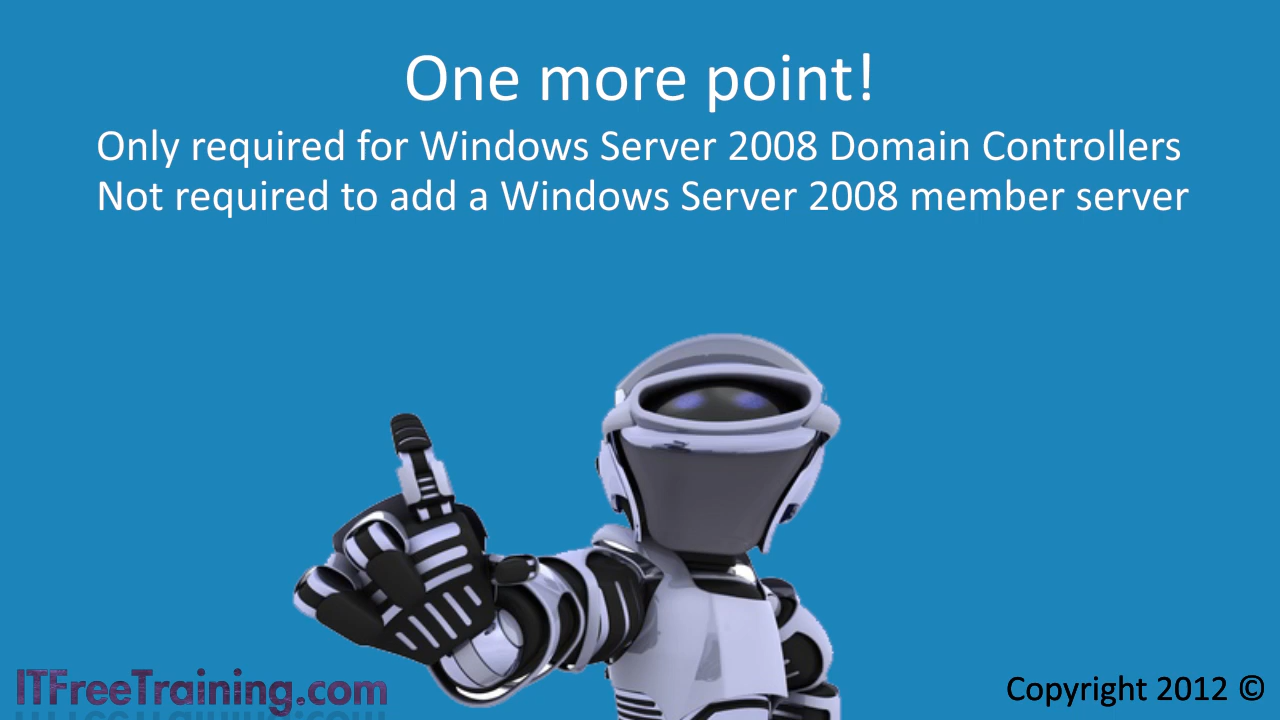 One more point!
Only required for Windows Server 2008 Domain Controllers
Not required to add a Windows Server 2008 member server
ITFreeTraining.com
Copyright 2012 ©